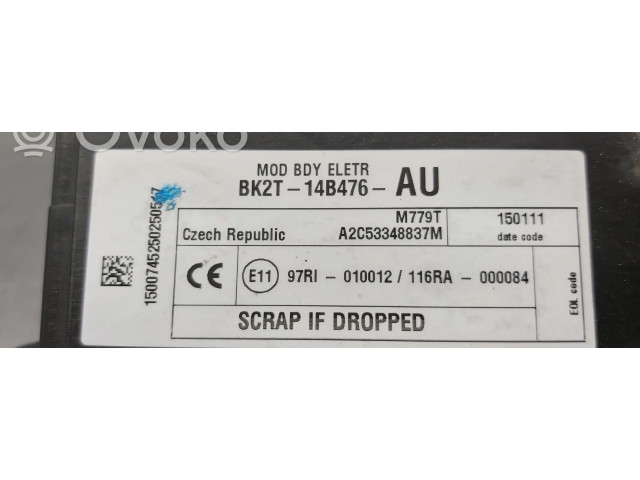 OVOKO
MOD BDY ELETR
BK2T-14B476-AU
M779T
150111
Czech Republic
A2C53348837M
date code
CE
E11
97RI - 010012 / 116RA - 000084
SCRAP IF DROPPED
EOL code